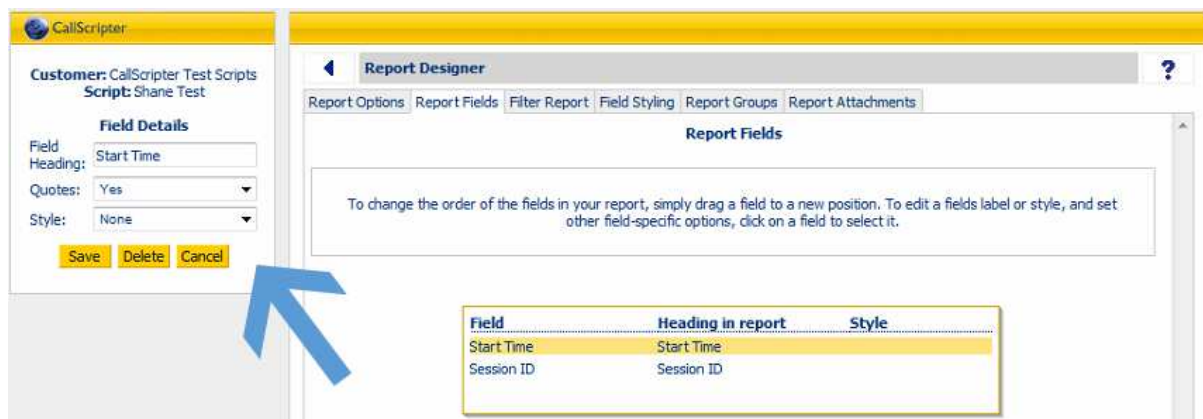 CallScripter
Customer: CallScripter Test Scripts
Script: Shane Test
Field Details
Field Heading: Start Time
Quotes: Yes
Style: None
Save Delete Cancel
Report Designer ?
Report Options Report Fields Filter Report Field Styling Report Groups Report Attachments
Report Fields
To change the order of the fields in your report, simply drag a field to a new position. To edit a fields label or style, and set
other field-specific options, click on a field to select it.
Field Heading in report Style
Start Time Start Time
Session ID Session ID